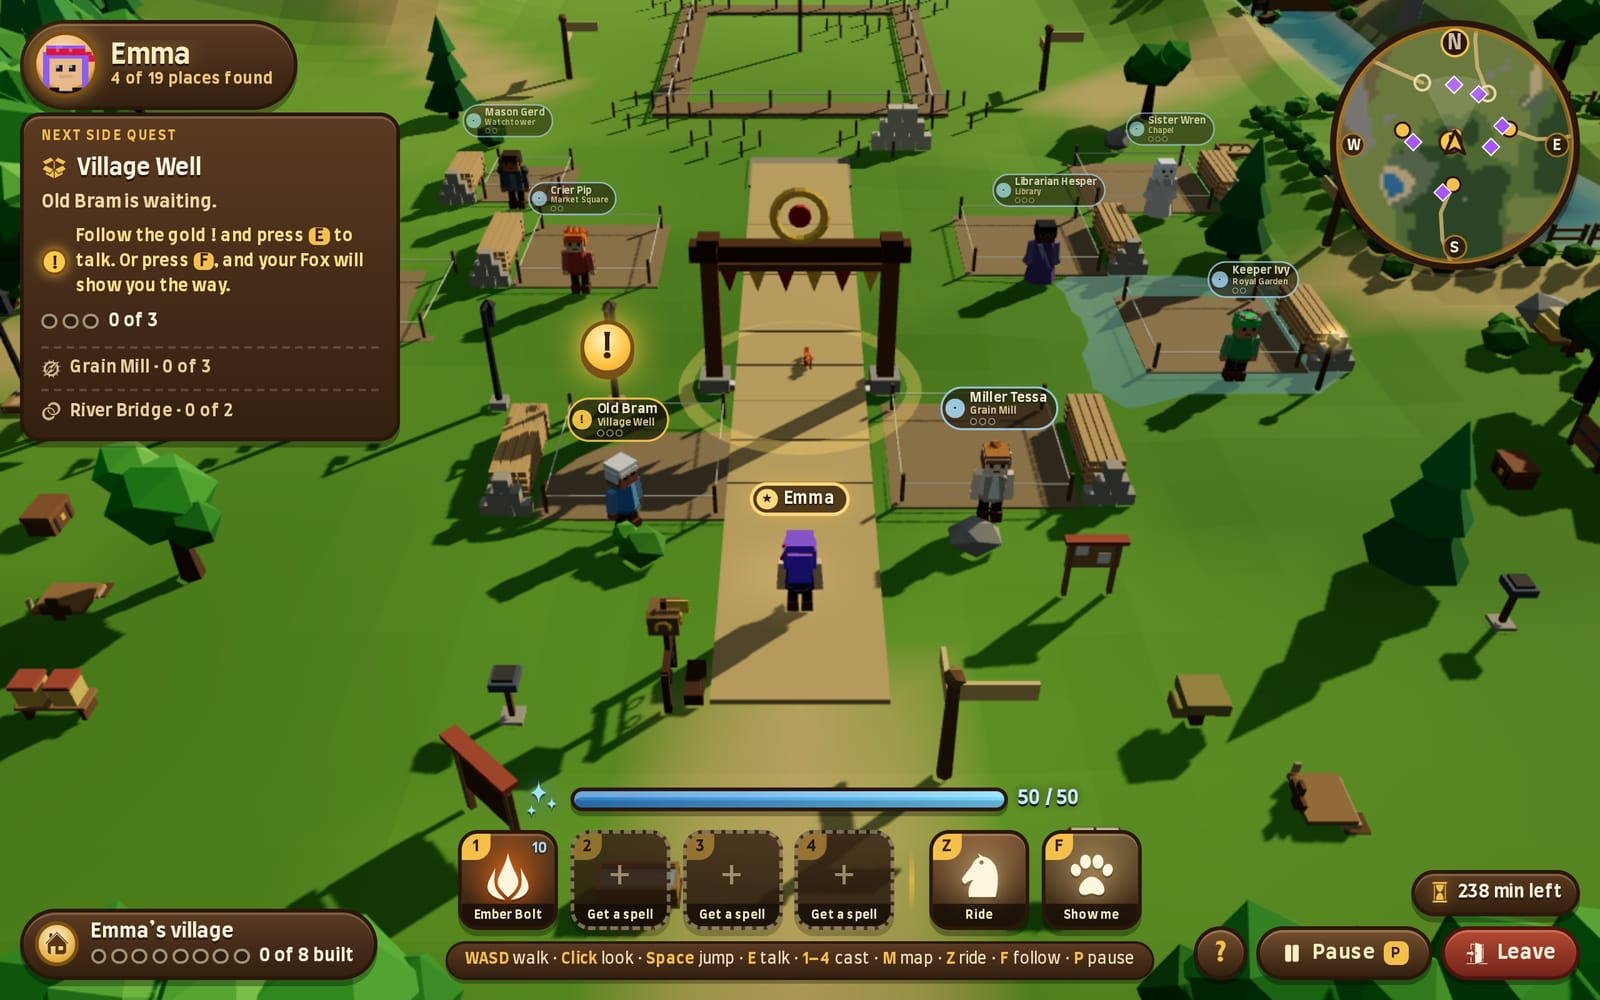 Emma
4 of 19 places found
NEXT SIDE QUEST
Village Well
Old Bram is waiting.
! Follow the gold ! and press E to
talk. Or press F, and your Fox will
show you the way.
0 of 3
Grain Mill · 0 of 3
River Bridge · 0 of 2
Mason Gerd
Watchtower
Crier Pip
Market Square
Sister Wren
Chapel
Librarian Hesper
Library
Keeper Ivy
Royal Garden
!
! Old Bram
Village Well
Miller Tessa
Grain Mill
Emma
N
W
E
S
50 / 50
1
10
Ember Bolt
2
Get a spell
3
Get a spell
4
Get a spell
Z
Ride
F
Show me
WASD walk · Click look · Space jump · E talk · 1–4 cast · M map · Z ride · F follow · P pause
Emma's village
0 of 8 built
238 min left
?
Pause P
Leave